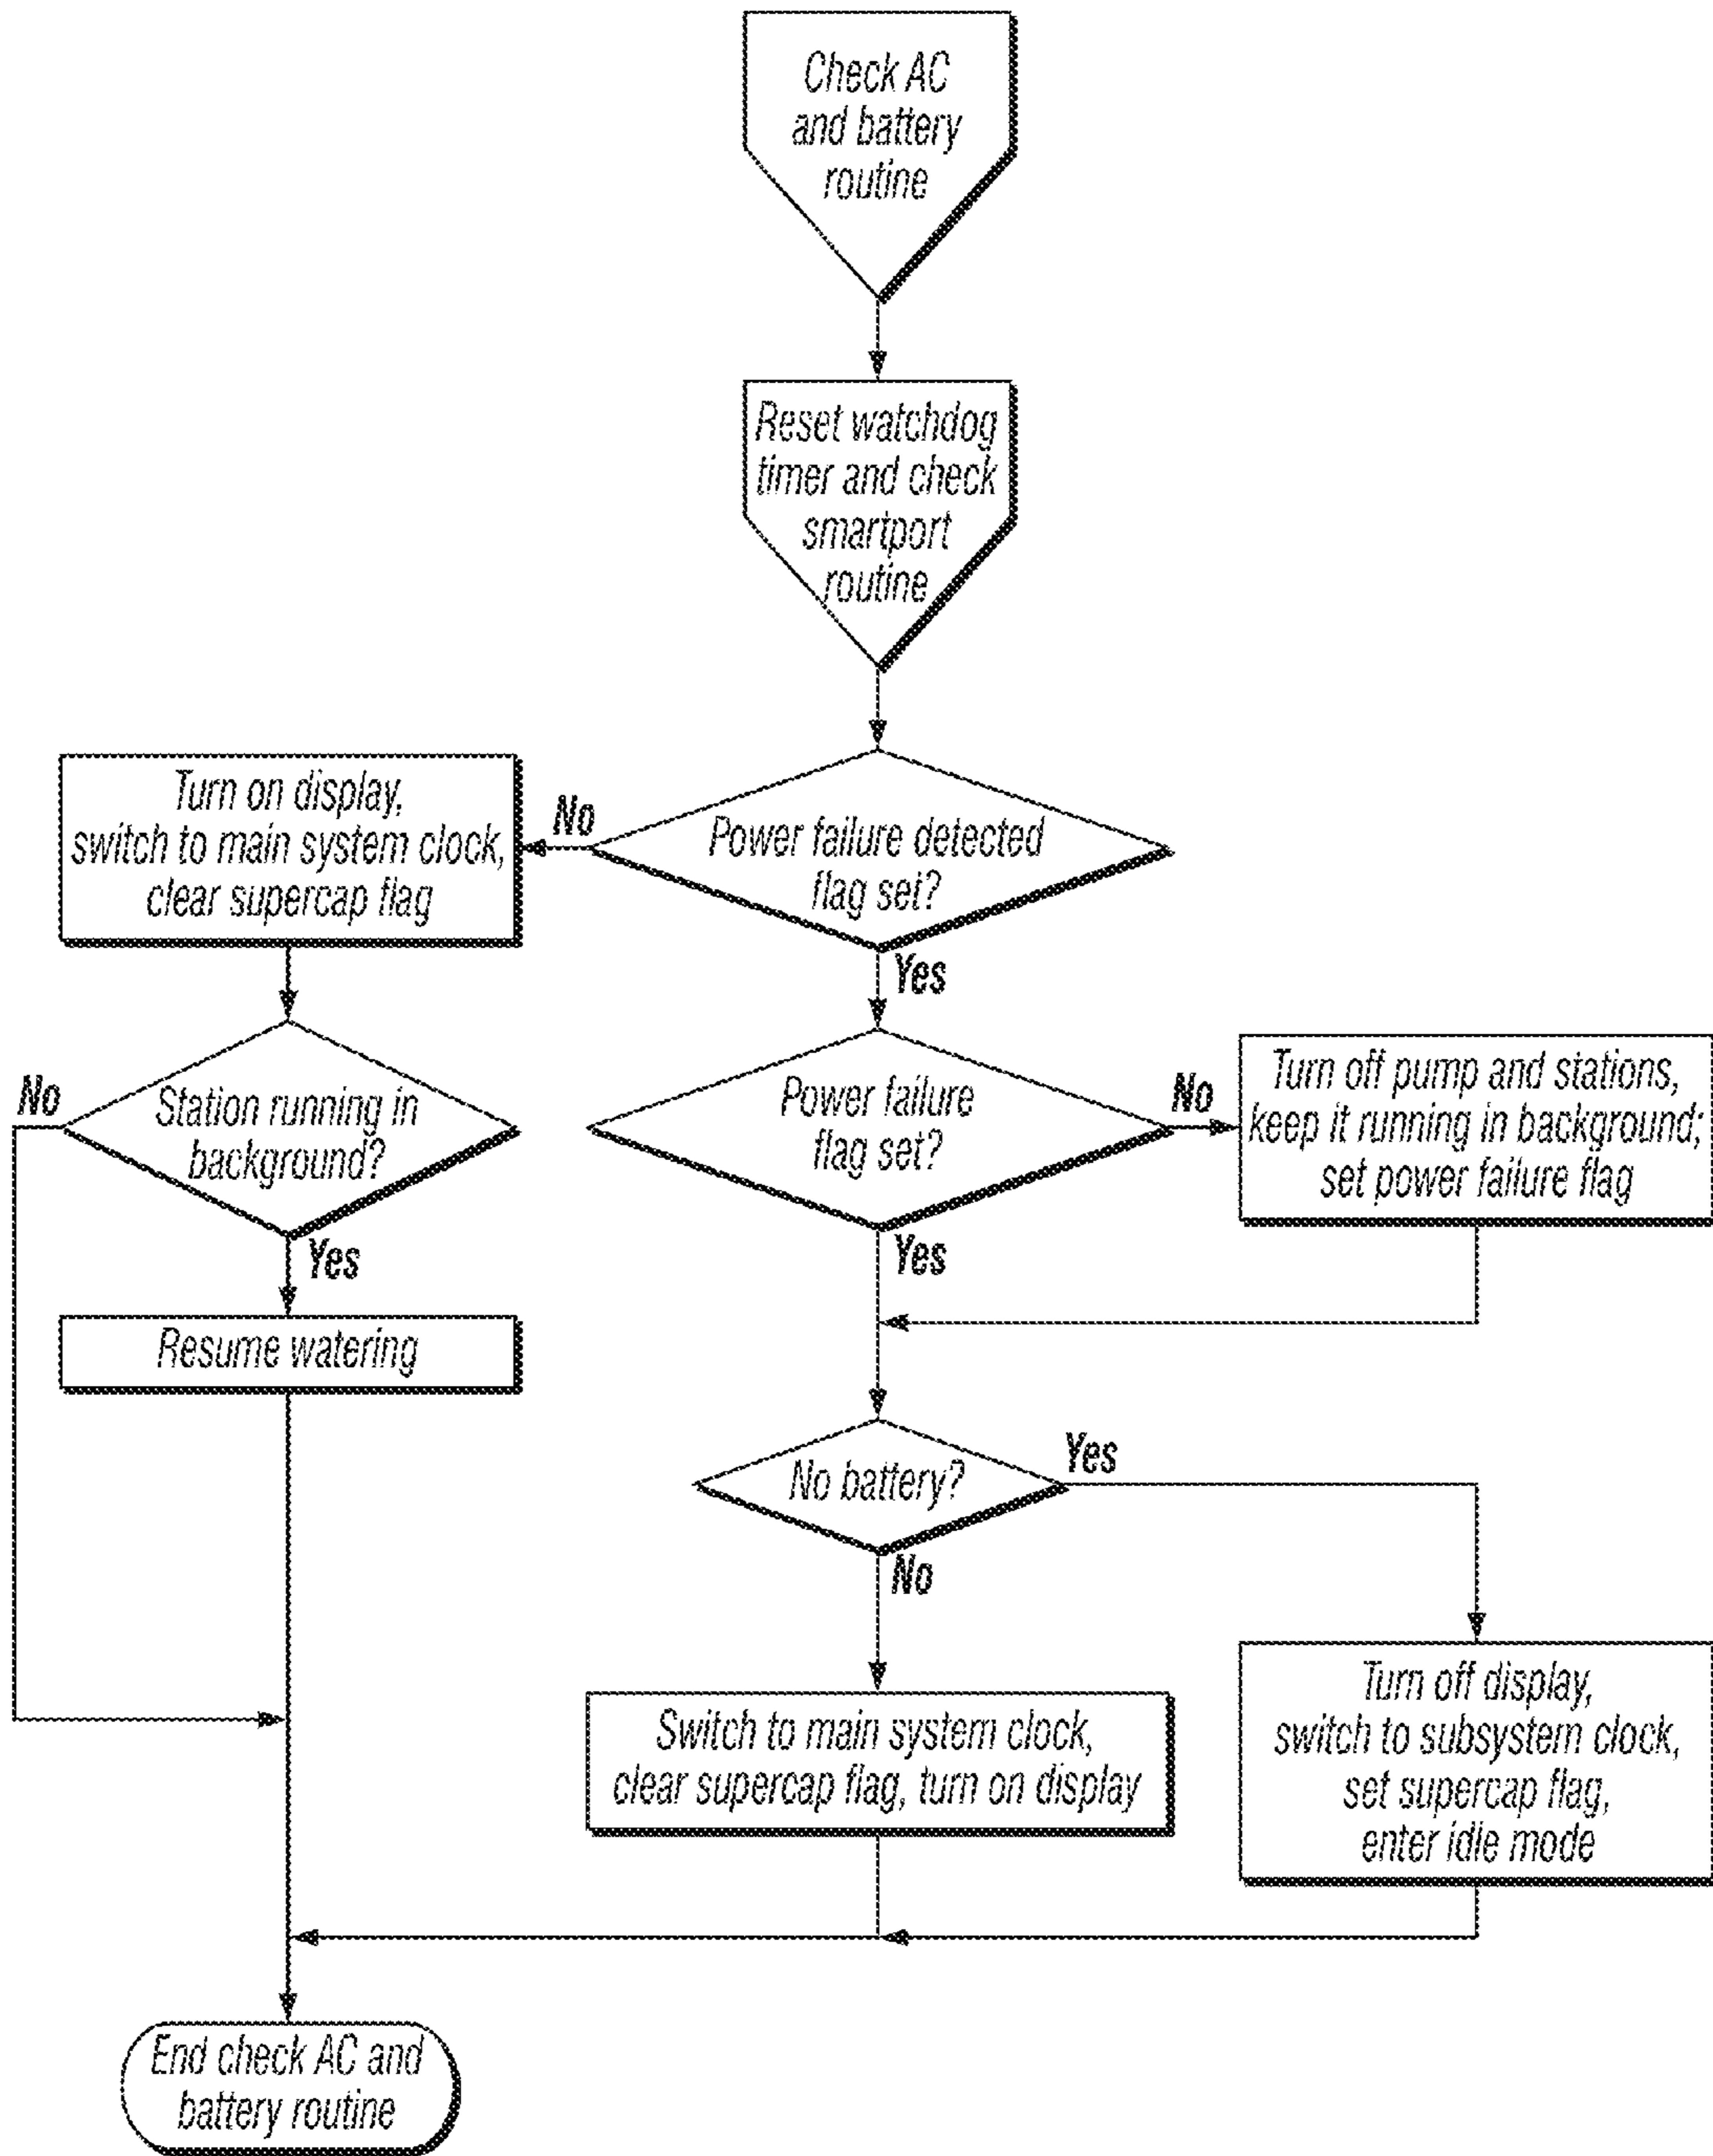 Check AC
and battery
routine
Reset watchdog
timer and check
smartport
routine
Power failure detected
flag set?
No
Turn on display,
switch to main system clock,
clear supercap flag
Yes
Station running in
background?
No
Yes
Resume watering
Power failure
flag set?
No
Turn off pump and stations,
keep it running in background;
set power failure flag
Yes
No battery?
Yes
No
Switch to main system clock,
clear supercap flag, turn on display
Turn off display,
switch to subsystem clock,
set supercap flag,
enter idle mode
End check AC and
battery routine